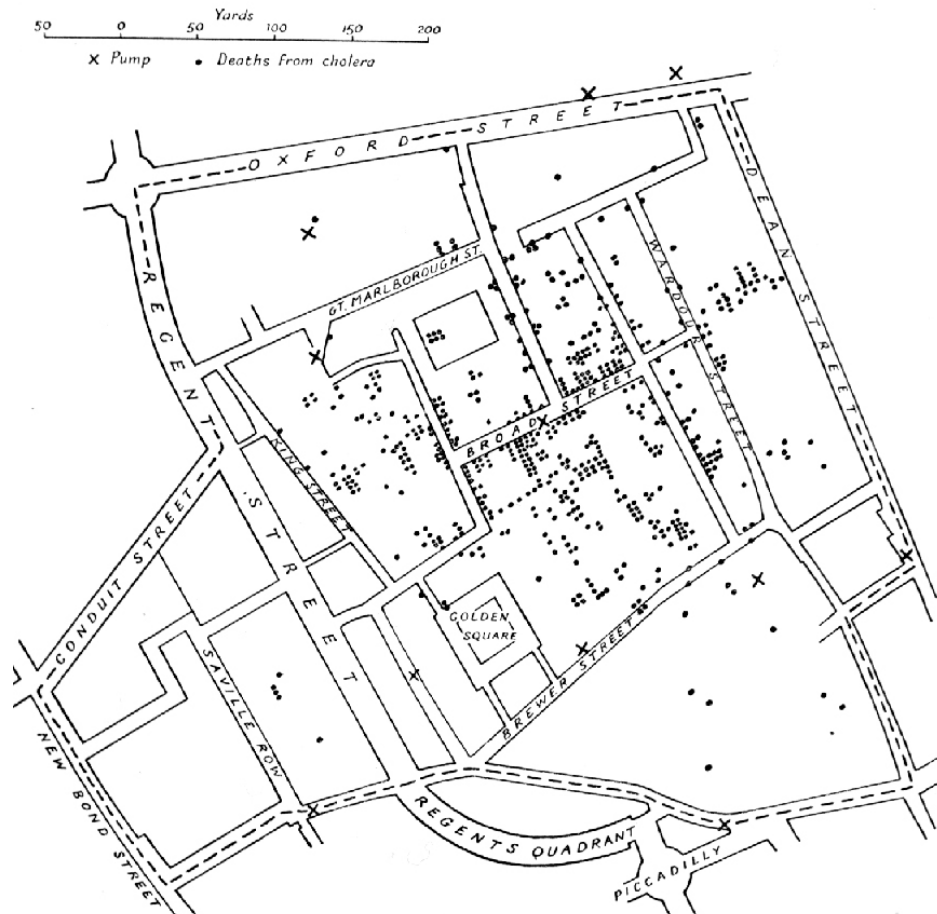 Yards
50 0 50 100 150 200
x Pump • Deaths from cholera
OXFORD STREET
REGENT STREET
DEAN STREET
WARDOUR STREET
GT. MARLBOROUGH ST.
BROAD STREET
KING STREET
CONDUIT STREET
GOLDEN
SQUARE
SAVILLE ROW
BREWER STREET
NEW BOND STREET
REGENTS QUADRANT
PICCADILLY